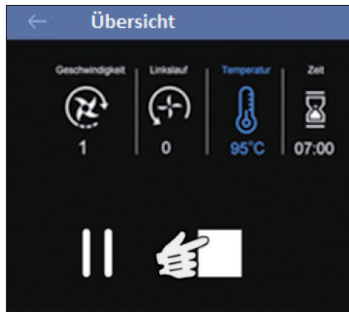 Übersicht
Geschwindigkeit Linkslauf Temperatur Zeit
1 0 95°C 07:00